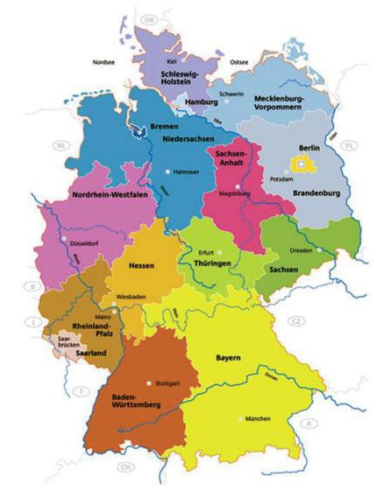 DK
Nordsee
Kiel
Ostsee
Schleswig-
Holstein
Schwerin
Mecklenburg-
Vorpommern
Hamburg
Elbe
Bremen
Niedersachsen
NL
PL
Berlin
Sachsen-
Anhalt
Hannover
Potsdam
Magdeburg
Brandenburg
Nordrhein-Westfalen
Düsseldorf
Erfurt
Dresden
Hessen
Thüringen
Sachsen
B
Wiesbaden
Mainz
L
Rheinland-
Pfalz
CZ
Saar-
brücken
Saarland
Bayern
Donau
F
Stuttgart
Baden-
Württemberg
München
A
CH